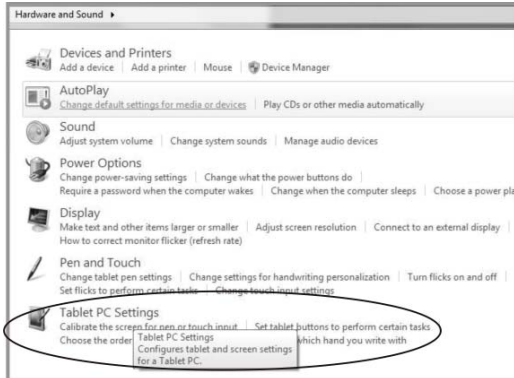 Hardware and Sound
Devices and Printers
Add a device Add a printer Mouse Device Manager
AutoPlay
Change default settings for media or devices Play CDs or other media automatically
Sound
Adjust system volume Change system sounds Manage audio devices
Power Options
Change power-saving settings Change what the power buttons do
Require a password when the computer wakes Change when the computer sleeps Choose a power
Display
Make text and other items larger or smaller Adjust screen resolution Connect to an external display
How to correct monitor flicker (refresh rate)
Pen and Touch
Change tablet pen settings Change settings for handwriting personalization Turn flicks on and off
Set flicks to perform certain tasks Change touch input settings
Tablet PC Settings
Calibrate the screen for pen or touch input Set tablet buttons to perform certain tasks
Choose the order which hand you write with
Tablet PC Settings
Configures tablet and screen settings
for a Tablet PC.